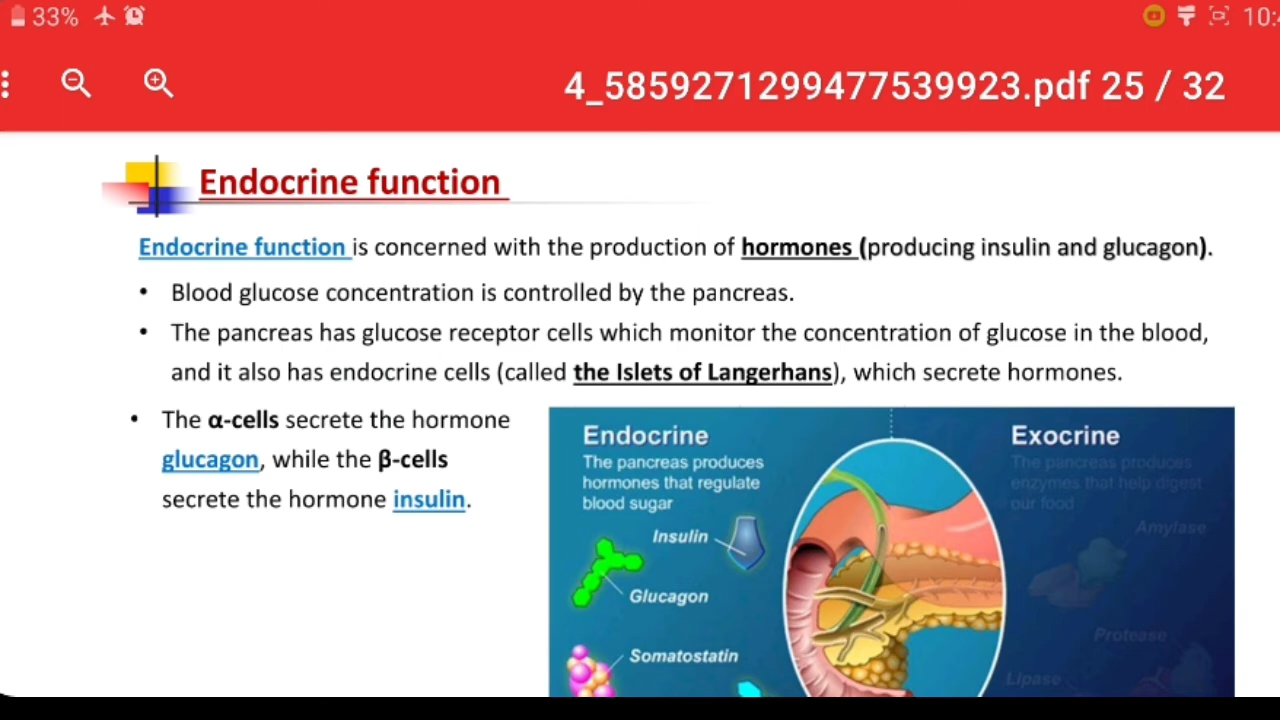 33%
10:
4_5859271299477539923.pdf 25 / 32
Endocrine function
Endocrine function is concerned with the production of hormones (producing insulin and glucagon).
• Blood glucose concentration is controlled by the pancreas.
• The pancreas has glucose receptor cells which monitor the concentration of glucose in the blood,
and it also has endocrine cells (called the Islets of Langerhans), which secrete hormones.
• The α-cells secrete the hormone
glucagon, while the β-cells
secrete the hormone insulin.
Endocrine
The pancreas produces
hormones that regulate
blood sugar
Insulin
Glucagon
Somatostatin
Exocrine
The pancreas produces
enzymes that help digest
our food
Amylase
Protease
Lipase